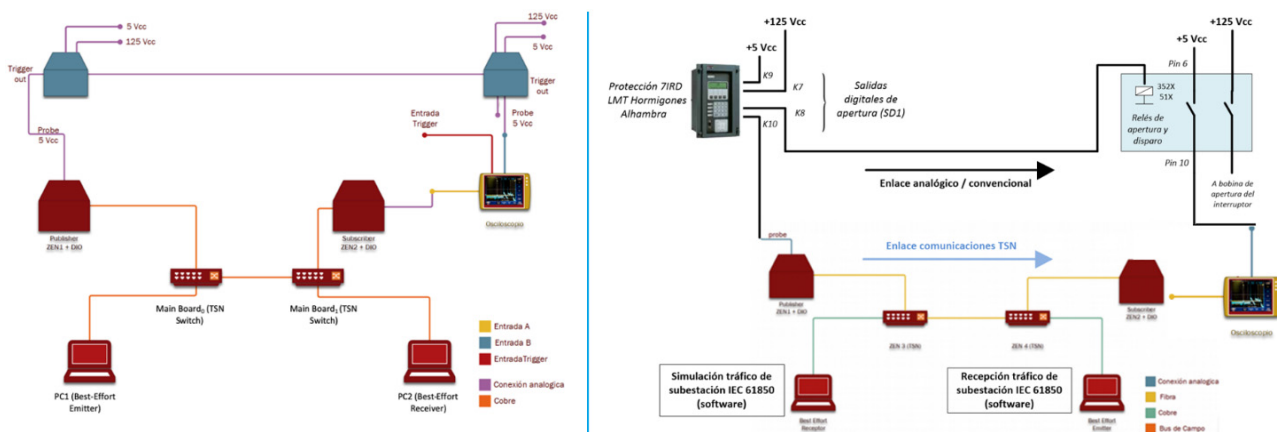 5 Vcc
125 Vcc
Trigger
out
125 Vcc
5 Vcc
Trigger
out
Probe
5 Vcc
Entrada
Trigger
Probe
5 Vcc
Osciloscopio
Publisher
ZEN1 + DIO
Subscriber
ZEN2 + DIO
Main Board0 (TSN
Switch)
Main Board1 (TSN
Switch)
PC1 (Best-Effort
Emitter)
PC2 (Best-Effort
Receiver)
Entrada A
Entrada B
EntradaTrigger
Conexión analogica
Cobre
+125 Vcc
+5 Vcc
K9
K7
K8
K10
Protección 7IRD
LMT Hormigones
Alhambra
Salidas
digitales de
apertura (SD1)
+125 Vcc
+5 Vcc
Pin 6
352X
51X
Relés de
apertura y
disparo
Pin 10
A bobina de
apertura del
interruptor
Enlace analógico / convencional
probe
Enlace comunicaciones TSN
Publisher
ZEN1 + DIO
Subscriber
ZEN2 + DIO
Osciloscopio
ZEN 3 (TSN)
ZEN 4 (TSN)
Simulación tráfico de
subestación IEC 61850
(software)
Recepción tráfico de
subestación IEC 61850
(software)
Best Effort
Receptor
Best Effort
Emitter
Conexión analogica
Fibra
Cobre
Bus de Campo